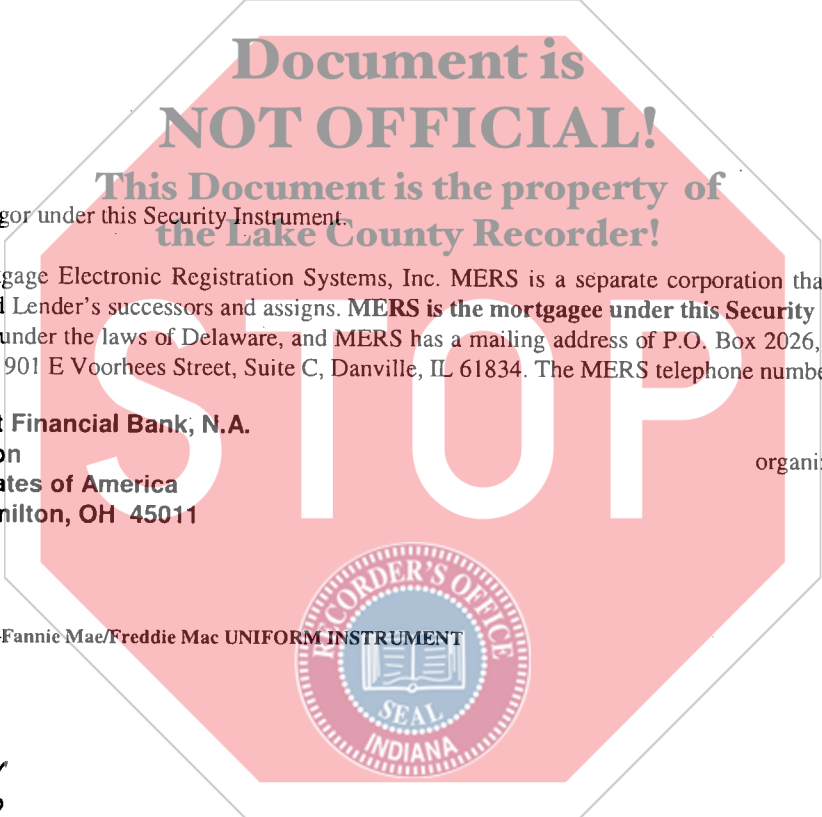 Document is
NOT OFFICIAL!
This Document is the property of
gor under this Security Instrument.
the Lake County Recorder!
gage Electronic Registration Systems, Inc. MERS is a separate corporation tha
Lender's successors and assigns. MERS is the mortgagee under this Security
under the laws of Delaware, and MERS has a mailing address of P.O. Box 2026,
901 E Voorhees Street, Suite C, Danville, IL 61834. The MERS telephone numbe
STOP
Financial Bank, N.A.
on
organi
ates of America
nilton, OH 45011
RECORDER'S OFFICE
-Fannie Mae/Freddie Mac UNIFORM INSTRUMENT
SEAL
INDIANA